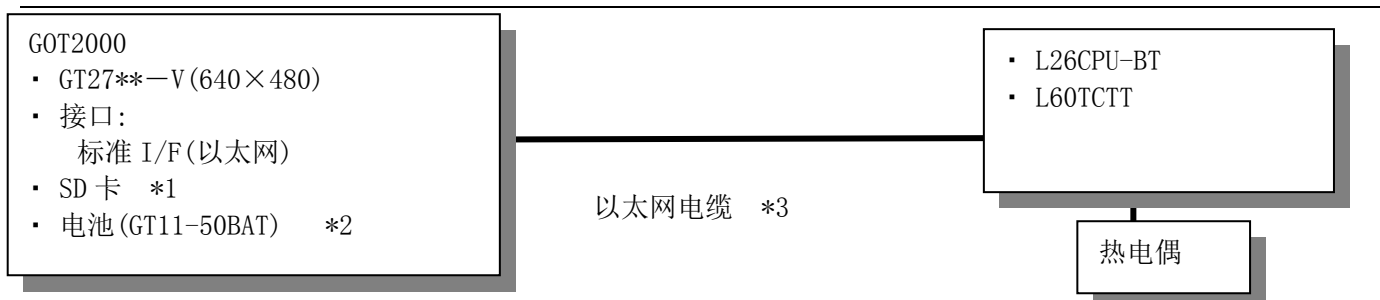 GOT2000
· GT27**－V(640×480)
· 接口:
标准 I/F(以太网)
· SD 卡 *1
· 电池(GT11-50BAT) *2
以太网电缆 *3
· L26CPU-BT
· L60TCTT
热电偶